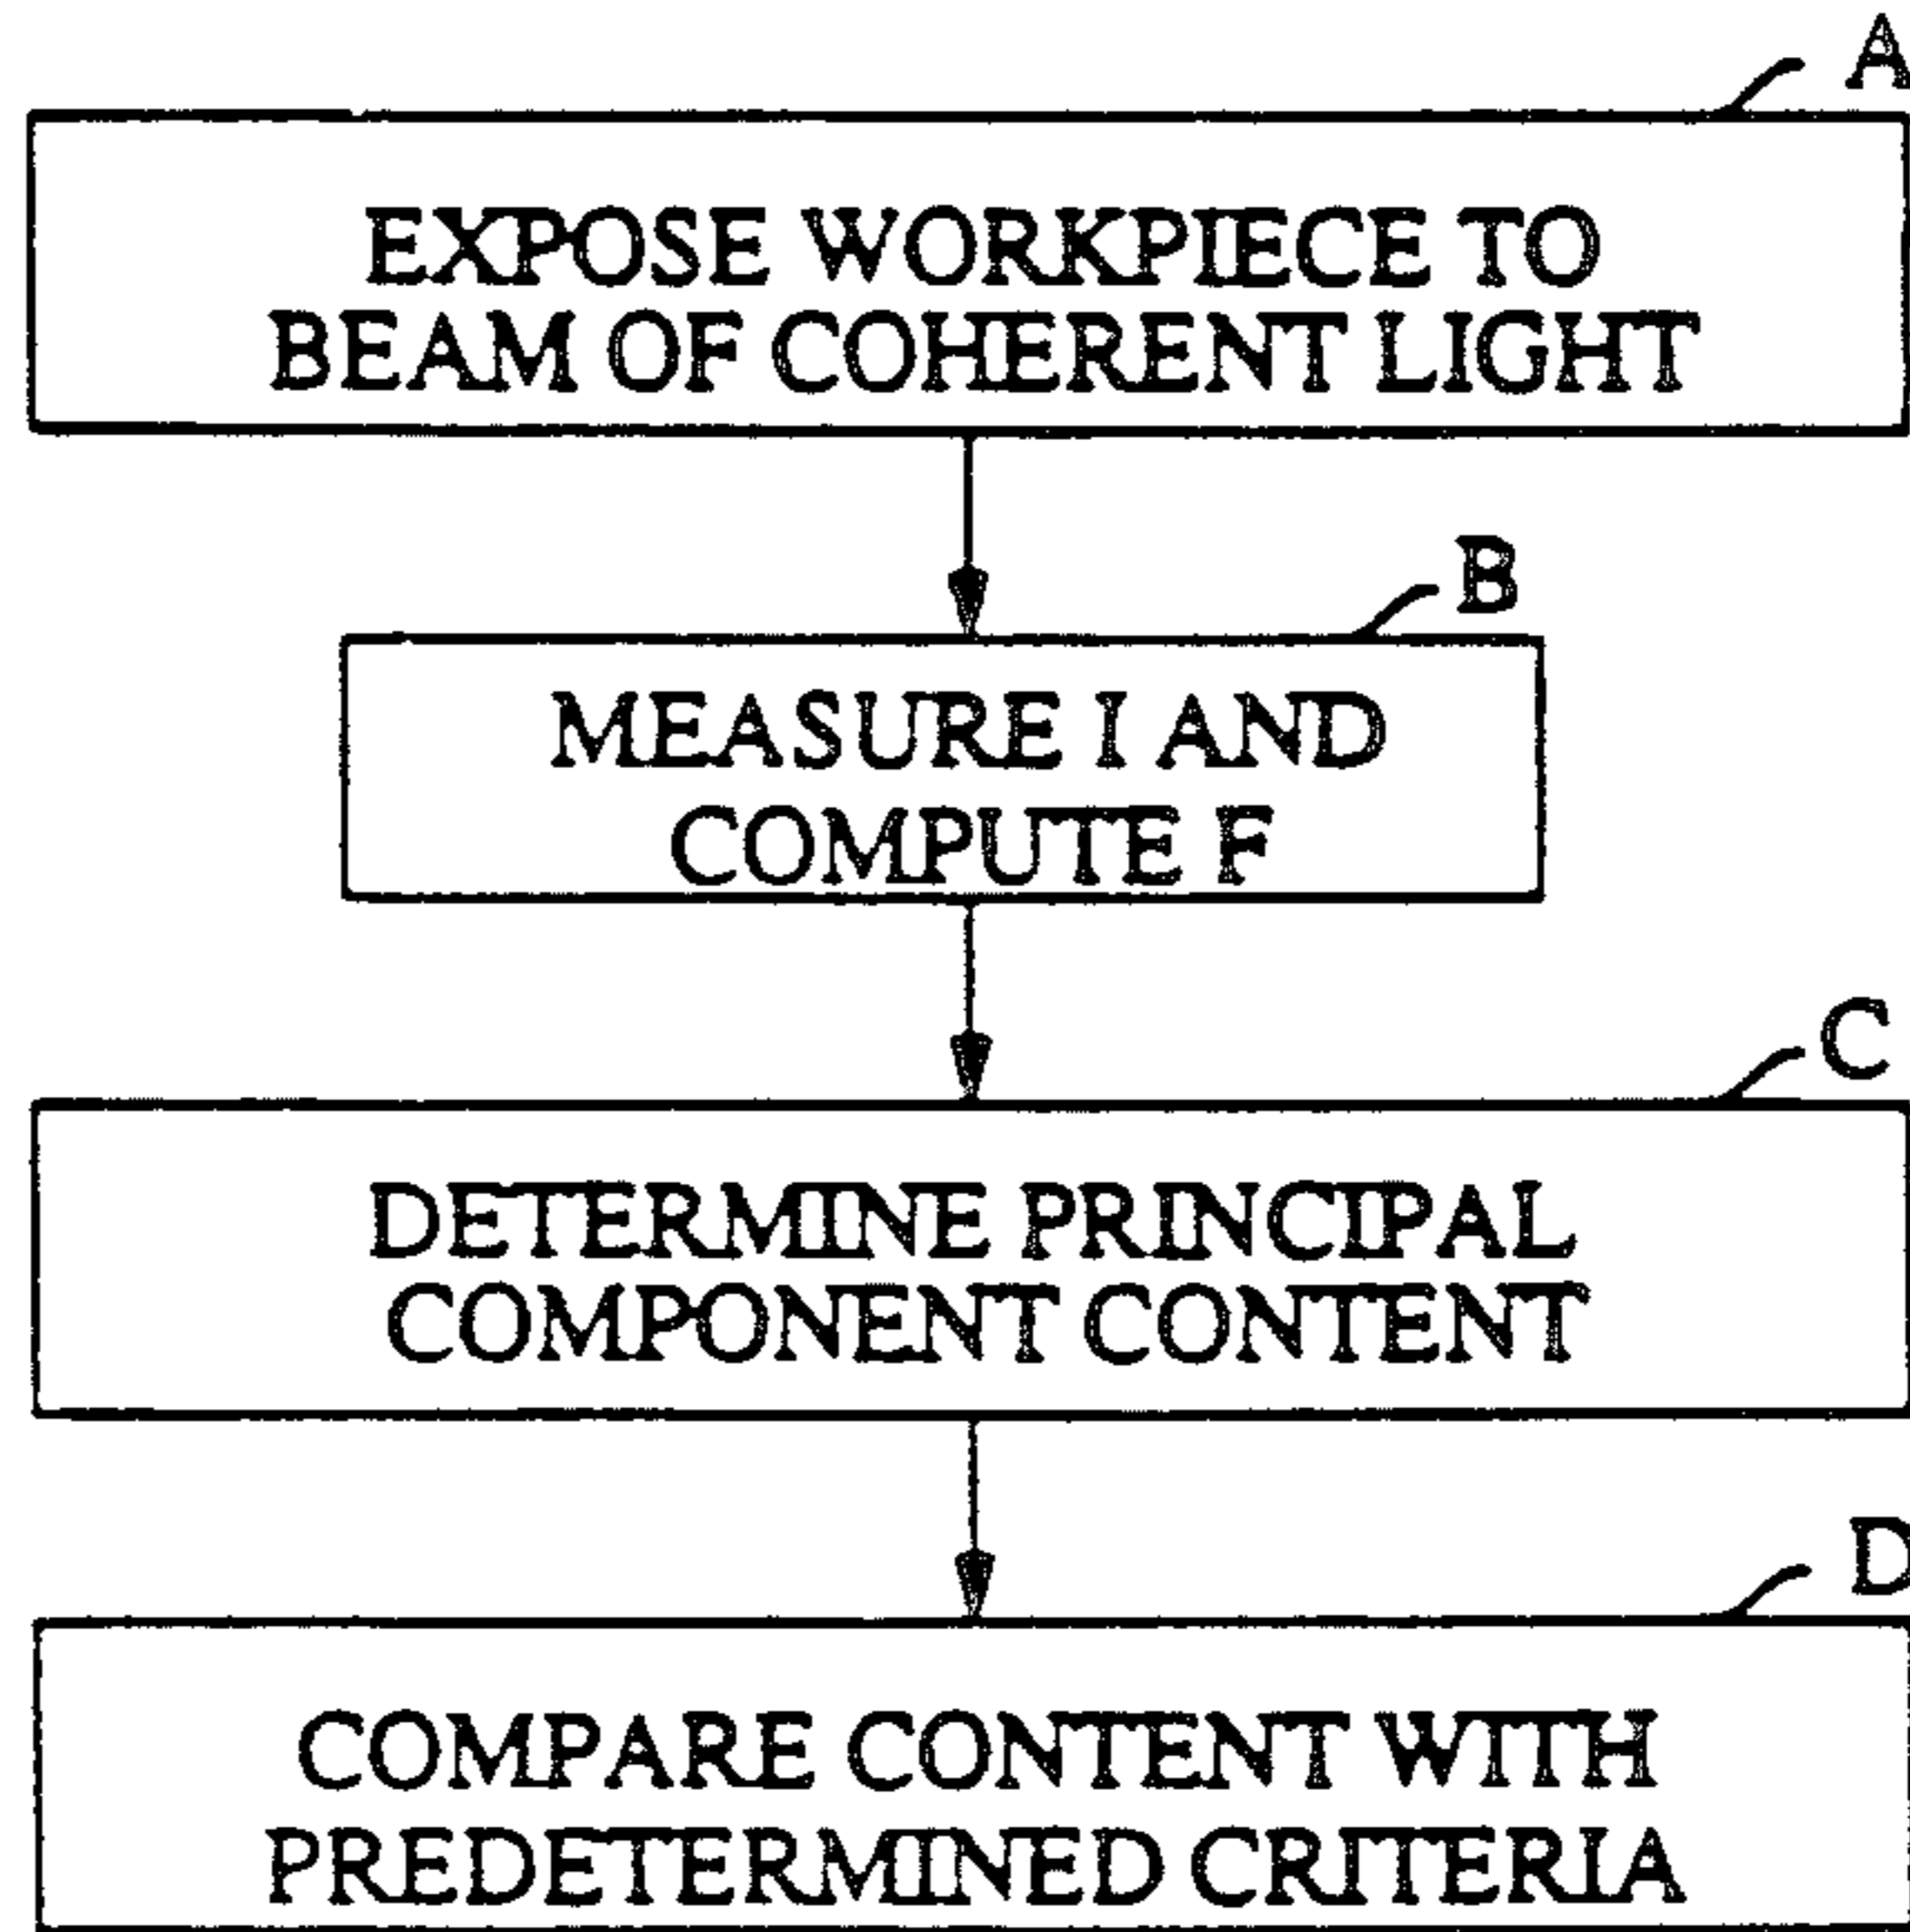 A
EXPOSE WORKPIECE TO
BEAM OF COHERENT LIGHT
B
MEASURE I AND
COMPUTE F
C
DETERMINE PRINCIPAL
COMPONENT CONTENT
D
COMPARE CONTENT WITH
PREDETERMINED CRITERIA